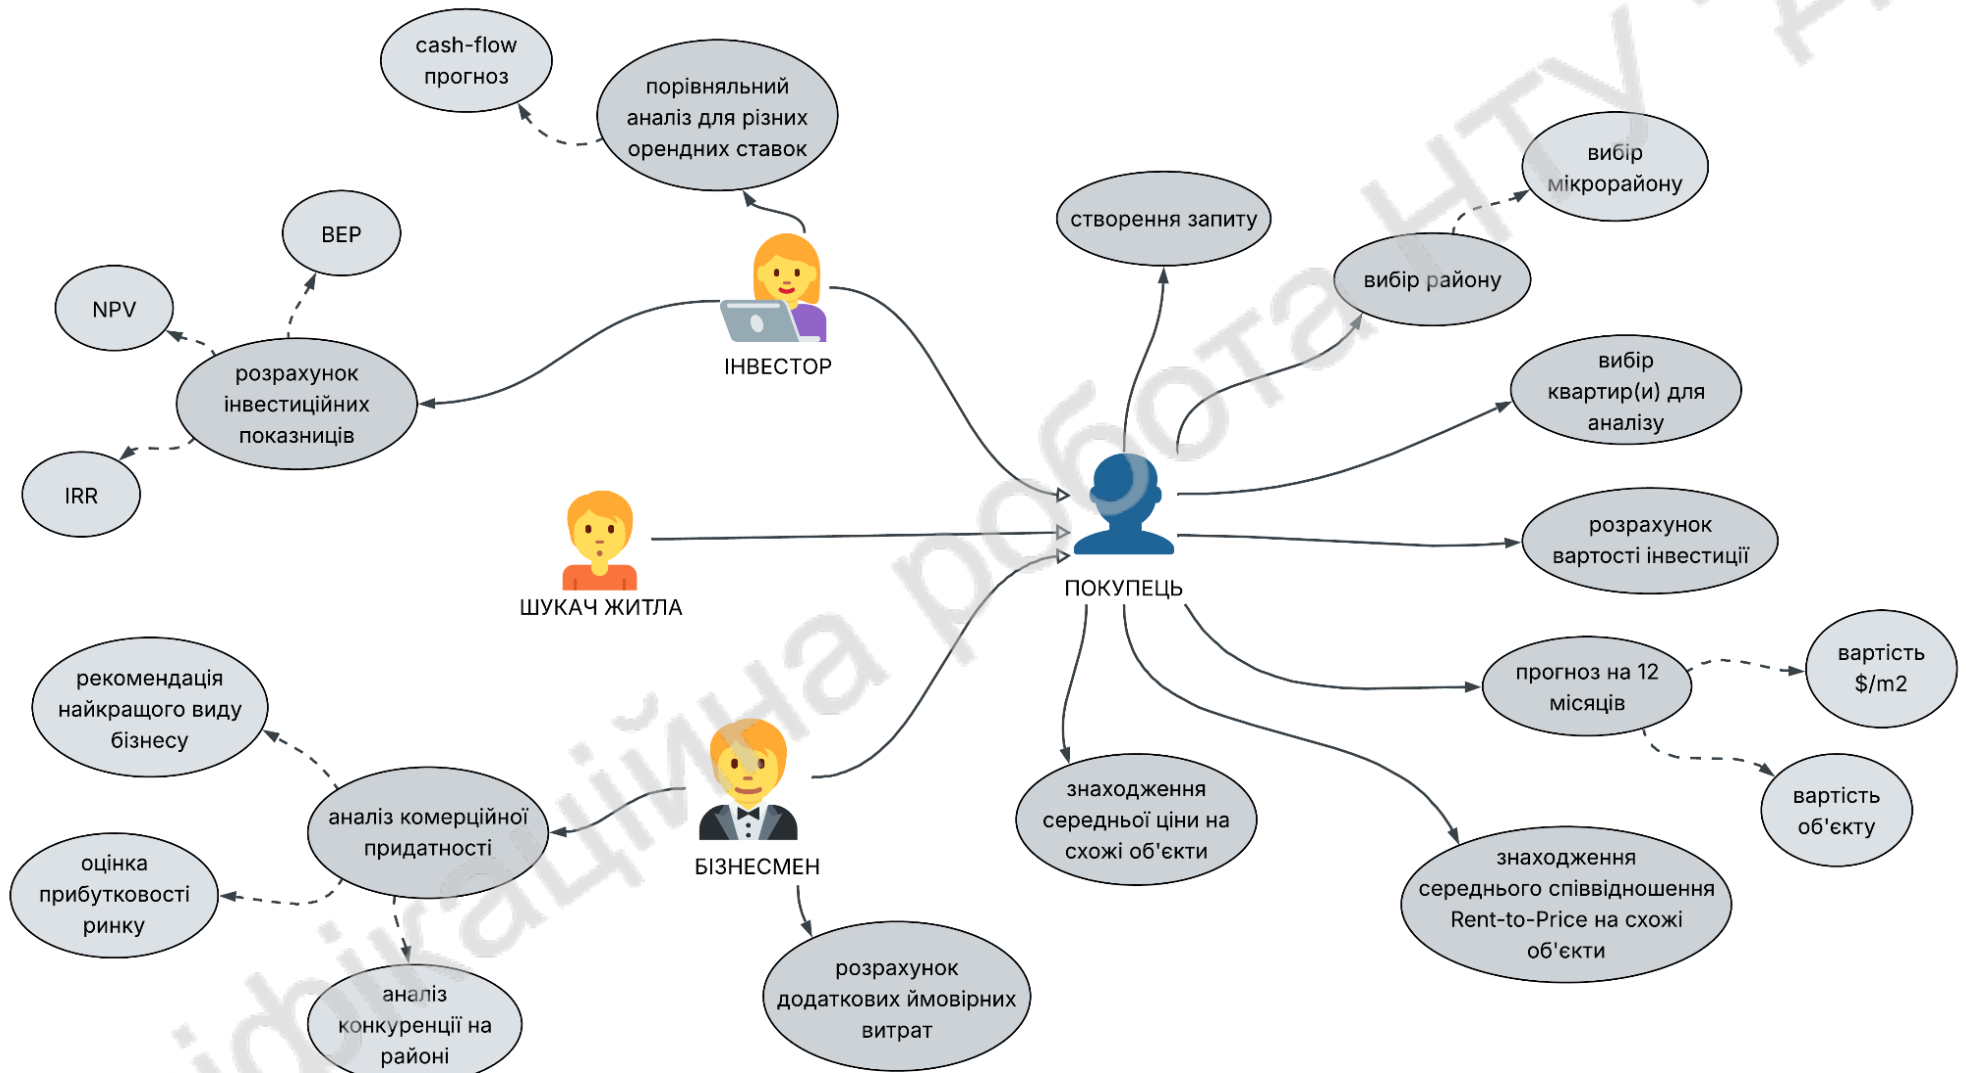 cash-flow
прогноз
порівняльний
аналіз для різних
орендних ставок
BEP
NPV
розрахунок
інвестиційних
показниців
IRR
ІНВЕСТОР
ШУКАЧ ЖИТЛА
ПОКУПЕЦЬ
створення запиту
вибір
мікрорайону
вибір району
вибір
квартир(и) для
аналізу
розрахунок
вартості інвестиції
прогноз на 12
місяців
вартість
$/m2
вартість
об'єкту
знаходження
середньої ціни на
схожі об'єкти
знаходження
середнього співвідношення
Rent-to-Price на схожі
об'єкти
рекомендація
найкращого виду
бізнесу
аналіз комерційної
придатності
оцінка
прибутковості
ринку
аналіз
конкуренції на
районі
БІЗНЕСМЕН
розрахунок
додаткових ймовірних
витрат
робота НТУ